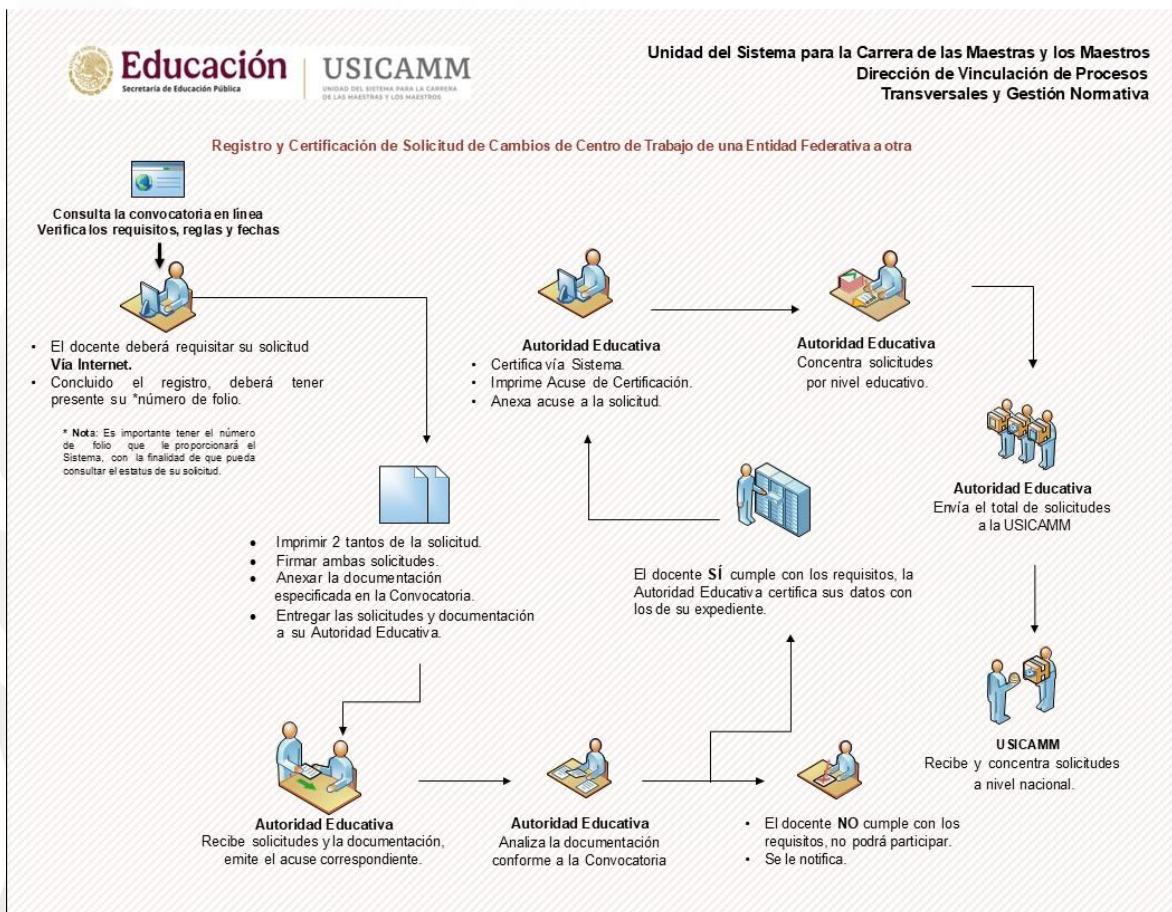 Educación
Secretaría de Educación Pública
USICAMM
UNIDAD DEL SISTEMA PARA LA CARRERA
DE LAS MAESTRAS Y LOS MAESTROS
Unidad del Sistema para la Carrera de las Maestras y los Maestros
Dirección de Vinculación de Procesos
Transversales y Gestión Normativa
Registro y Certificación de Solicitud de Cambios de Centro de Trabajo de una Entidad Federativa a otra
Consulta la convocatoria en línea
Verifica los requisitos, reglas y fechas
• El docente deberá requisitar su solicitud
Vía Internet.
• Concluido el registro, deberá tener
presente su *número de folio.
* Nota: Es importante tener el número
de folio que le proporcionará el
Sistema, con la finalidad de que pueda
consultar el estatus de su solicitud.
• Imprimir 2 tantos de la solicitud.
• Firmar ambas solicitudes.
• Anexar la documentación
especificada en la Convocatoria.
• Entregar las solicitudes y documentación
a su Autoridad Educativa.
Autoridad Educativa
Recibe solicitudes y la documentación,
emite el acuse correspondiente.
Autoridad Educativa
Analiza la documentación
conforme a la Convocatoria
• El docente NO cumple con los
requisitos, no podrá participar.
• Se le notifica.
El docente SÍ cumple con los requisitos, la
Autoridad Educativa certifica sus datos con
los de su expediente.
Autoridad Educativa
• Certifica vía Sistema.
• Imprime Acuse de Certificación.
• Anexa acuse a la solicitud.
Autoridad Educativa
Concentra solicitudes
por nivel educativo.
Autoridad Educativa
Envía el total de solicitudes
a la USICAMM
USICAMM
Recibe y concentra solicitudes
a nivel nacional.